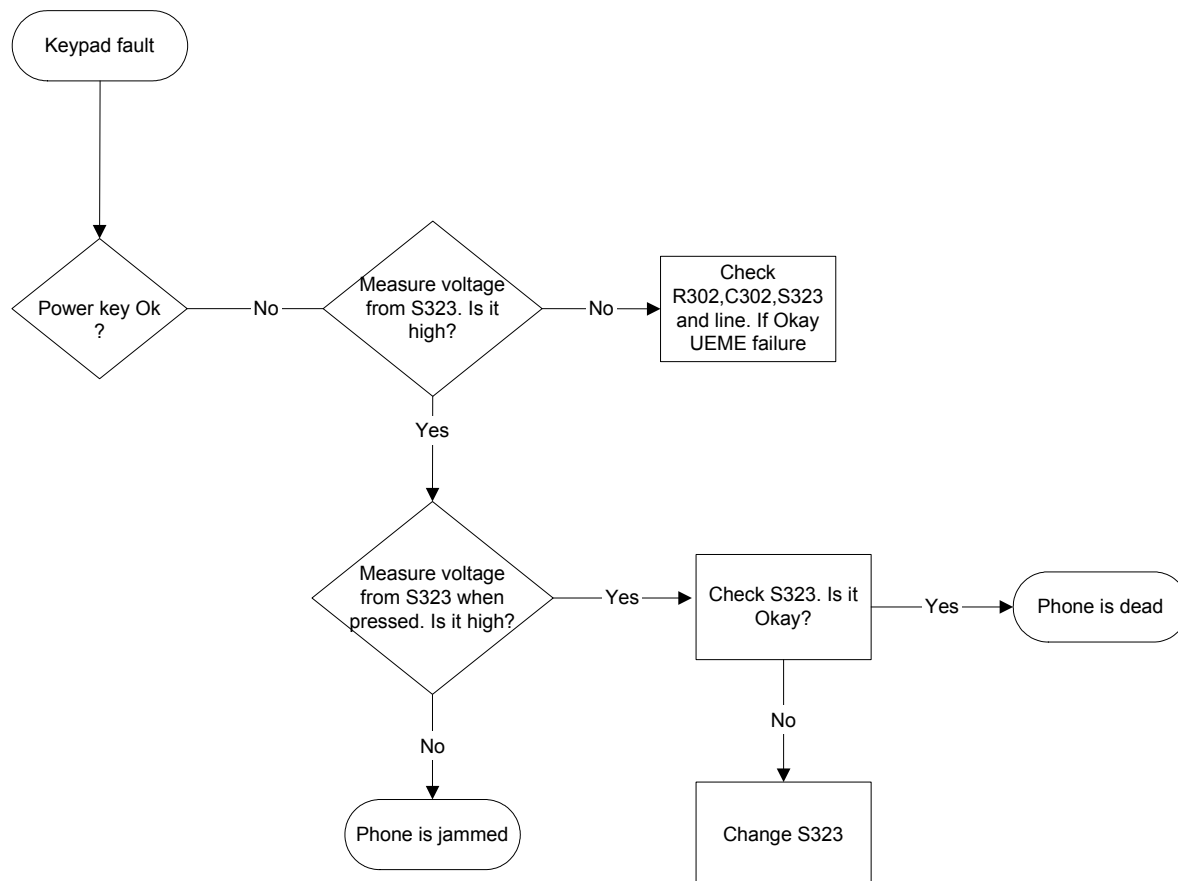 Keypad fault
Power key Ok
?
No
Measure voltage
from S323. Is it
high?
No
Check
R302,C302,S323
and line. If Okay
UEME failure
Yes
Measure voltage
from S323 when
pressed. Is it high?
Yes
Check S323. Is it
Okay?
Yes
Phone is dead
No
Phone is jammed
No
Change S323